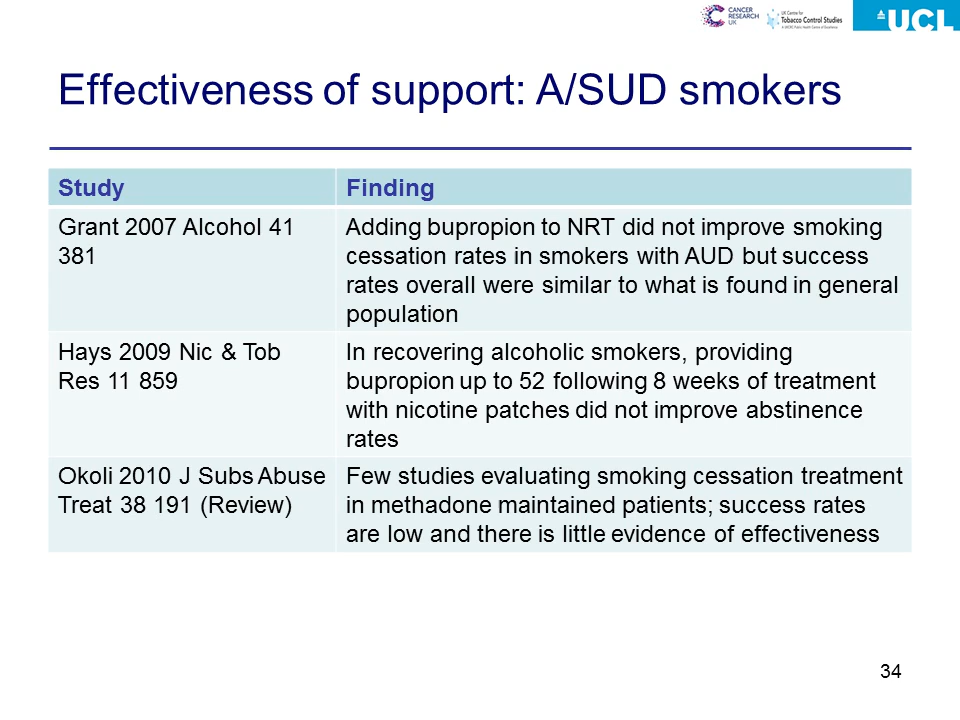 CANCER
RESEARCH
UK
UK Centre for
Tobacco Control Studies
UCL
Effectiveness of support: A/SUD smokers
Study
Finding
Grant 2007 Alcohol 41
381
Adding bupropion to NRT did not improve smoking
cessation rates in smokers with AUD but success
rates overall were similar to what is found in general
population
Hays 2009 Nic & Tob
Res 11 859
In recovering alcoholic smokers, providing
bupropion up to 52 following 8 weeks of treatment
with nicotine patches did not improve abstinence
rates
Okoli 2010 J Subs Abuse
Treat 38 191 (Review)
Few studies evaluating smoking cessation treatment
in methadone maintained patients; success rates
are low and there is little evidence of effectiveness
34